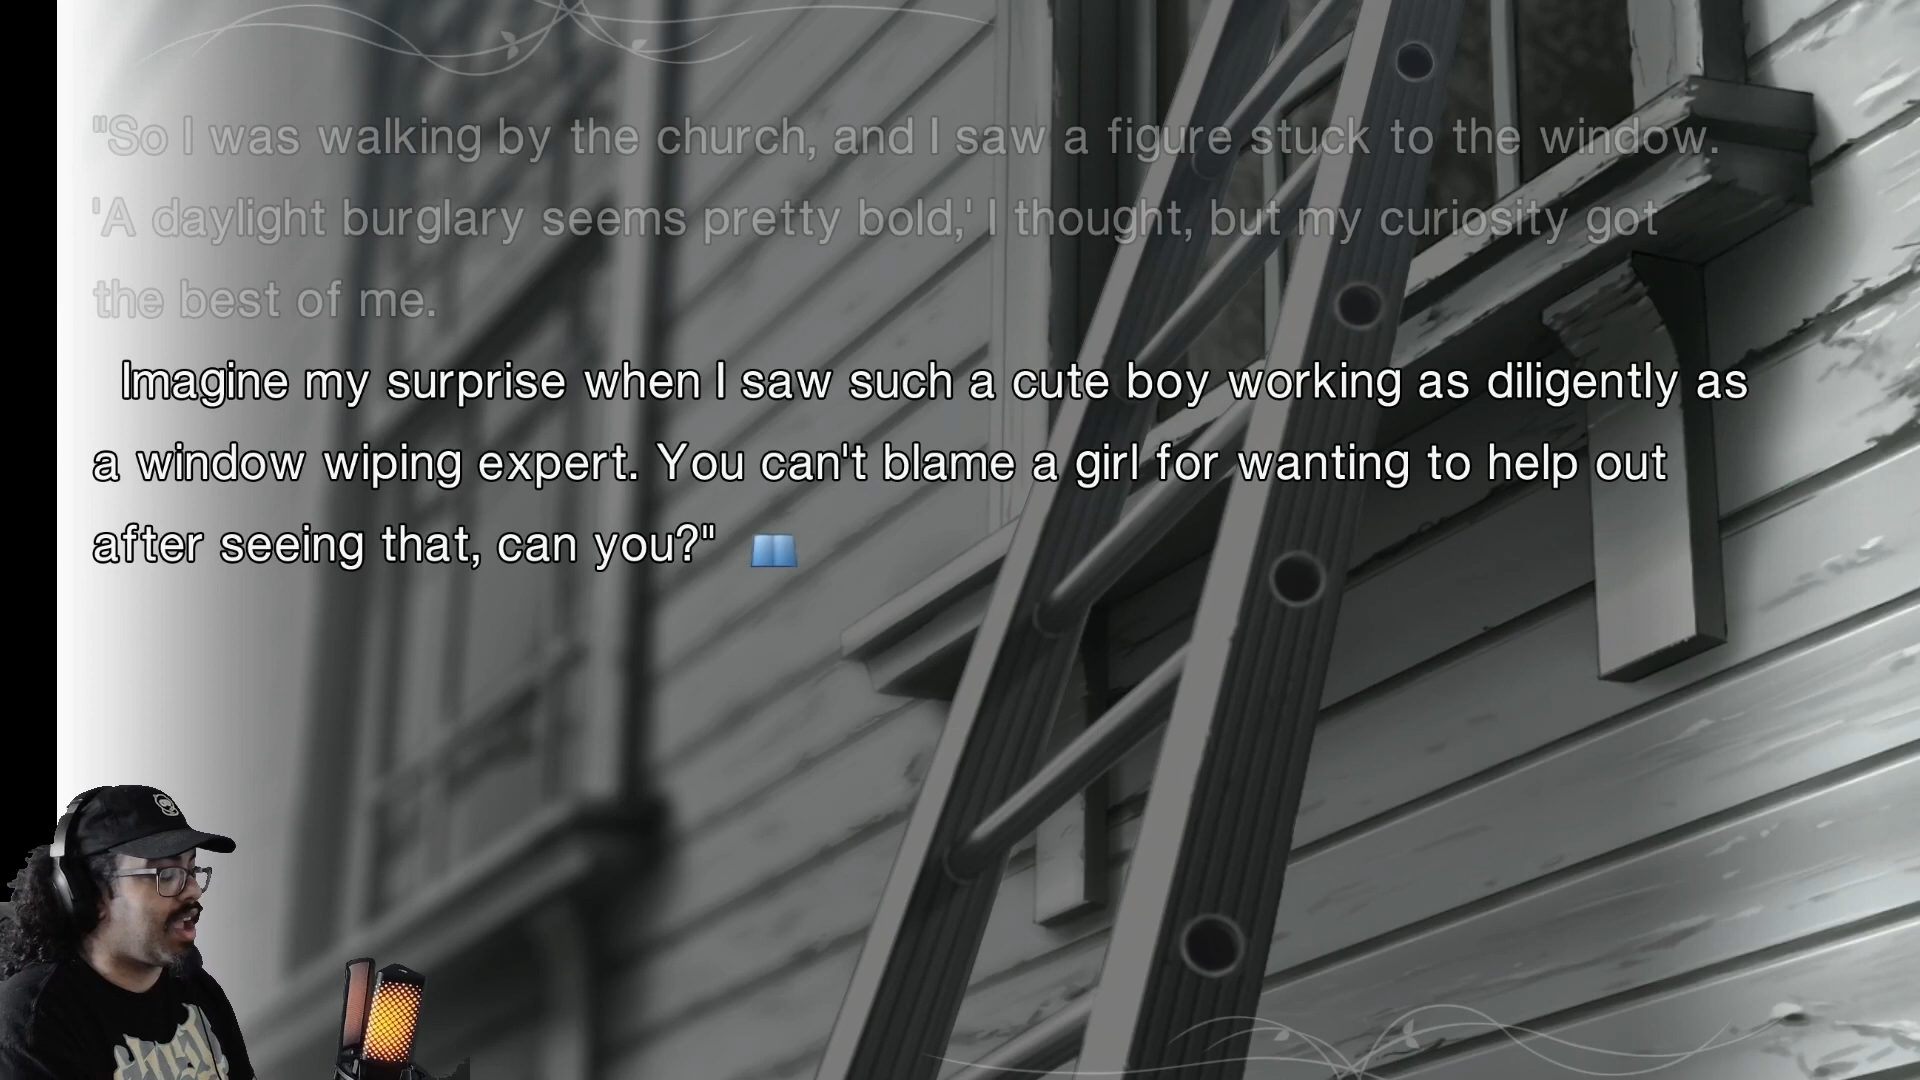 "So I was walking by the church, and I saw a figure stuck to the window.
'A daylight burglary seems pretty bold,' I thought, but my curiosity got
the best of me.
Imagine my surprise when I saw such a cute boy working as diligently as
a window wiping expert. You can't blame a girl for wanting to help out
after seeing that, can you?"